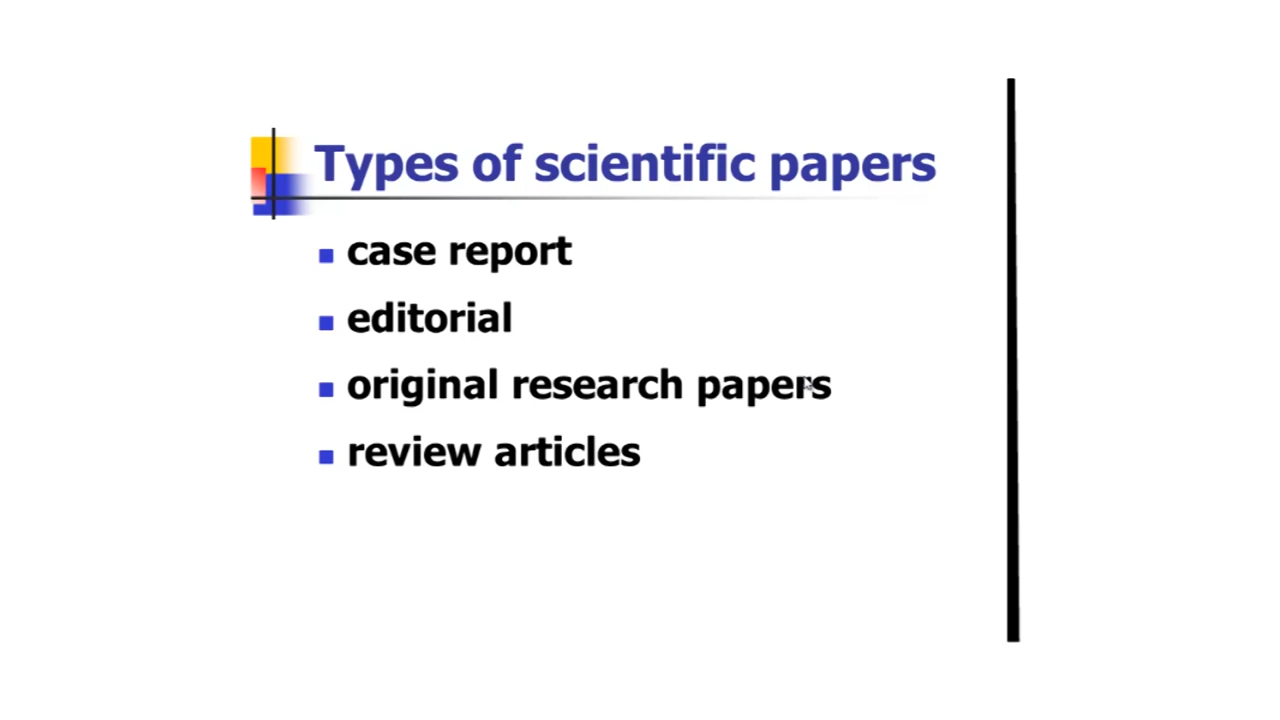 Types of scientific papers
case report
editorial
original research papers
review articles